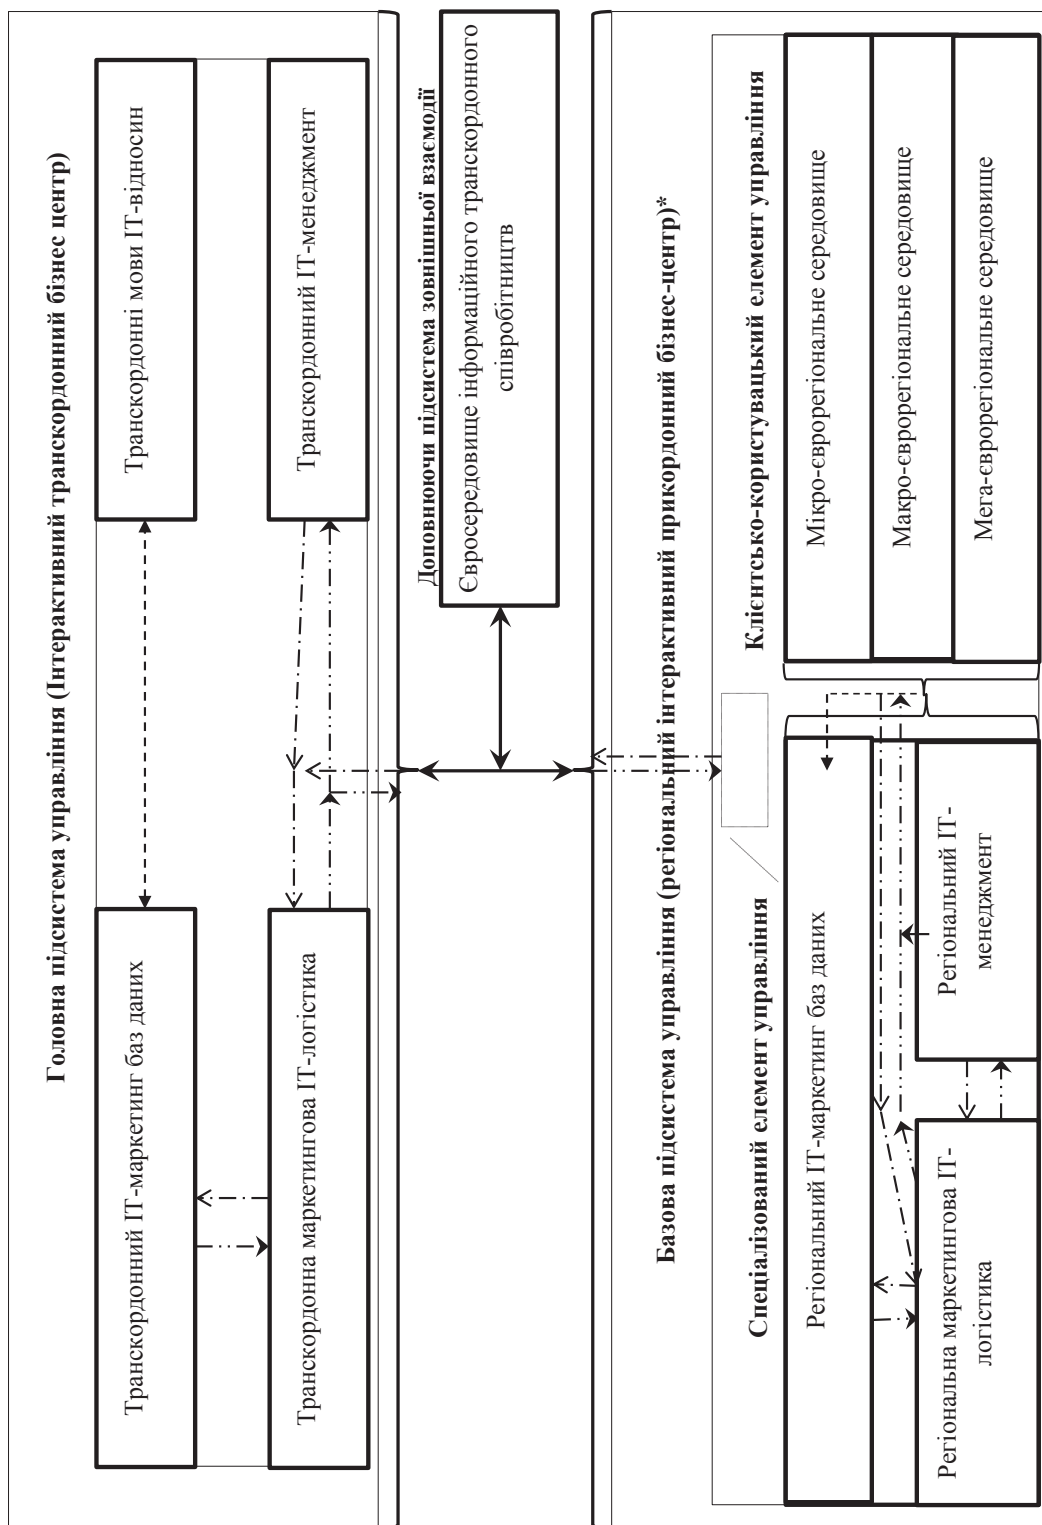 Головна підсистема управління (Інтерактивний транскордонний бізнес центр)
Транскордонний ІТ-маркетинг баз даних
Транскордонні мови ІТ-відносин
Транскордонна маркетингова ІТ-логістика
Транскордонний ІТ-менеджмент
Доповнюючи підсистема зовнішньої взаємодії
Євросередовище інформаційного транскордонного
співробітництв
Базова підсистема управління (регіональний інтерактивний прикордонний бізнес-центр)*
Спеціалізований елемент управління
Регіональний ІТ-маркетинг баз даних
Регіональна маркетингова ІТ-
логістика
Регіональний ІТ-
менеджмент
Клієнтсько-користувацький елемент управління
Мікро-єврорегіональне середовище
Макро-єврорегіональне середовище
Мега-єврорегіональне середовище